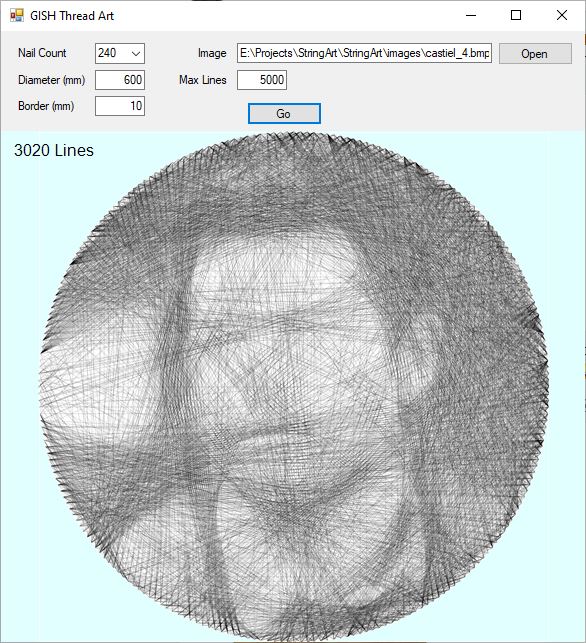 GISH Thread Art
Nail Count 240 Image E:\Projects\StringArt\StringArt\images\castiel_4.bmp Open
Diameter (mm) 600 Max Lines 5000
Border (mm) 10 Go
3020 Lines